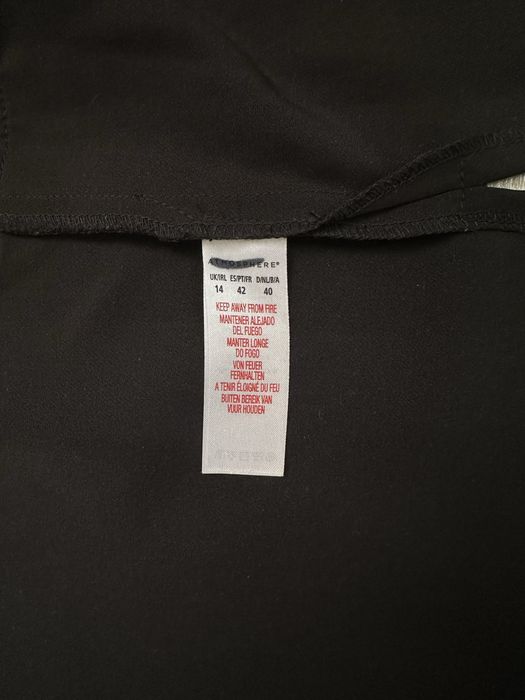 ATMOSPHERE®
UK/IRL ES/PT/FR D/NL/B/A
14 42 40
KEEP AWAY FROM FIRE
MANTENER ALEJADO
DEL FUEGO
MANTER LONGE
DO FOGO
VON FEUER
FERNHALTEN
A TENIR ÉLOIGNÉ DU FEU
BUITEN BEREIK VAN
VUUR HOUDEN